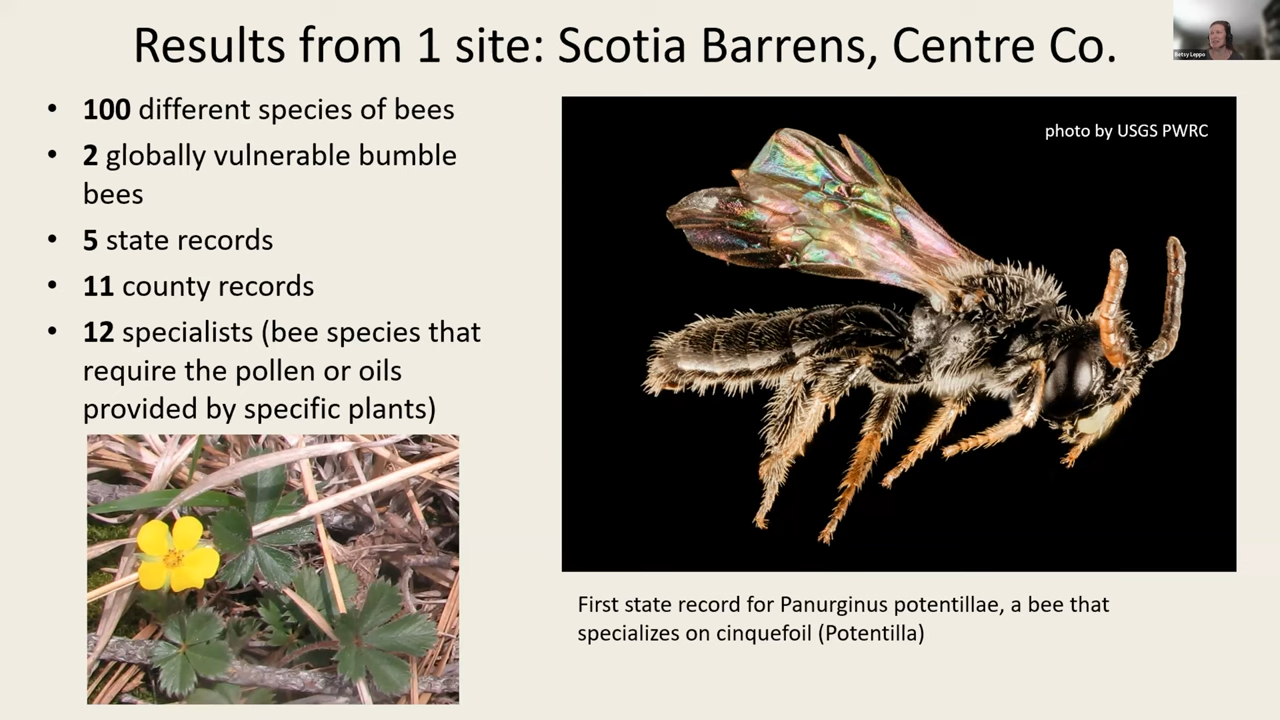 Results from 1 site: Scotia Barrens, Centre Co.
Betsy Leppo
• 100 different species of bees
• 2 globally vulnerable bumble
bees
• 5 state records
• 11 county records
• 12 specialists (bee species that
require the pollen or oils
provided by specific plants)
photo by USGS PWRC
First state record for Panurginus potentillae, a bee that
specializes on cinquefoil (Potentilla)